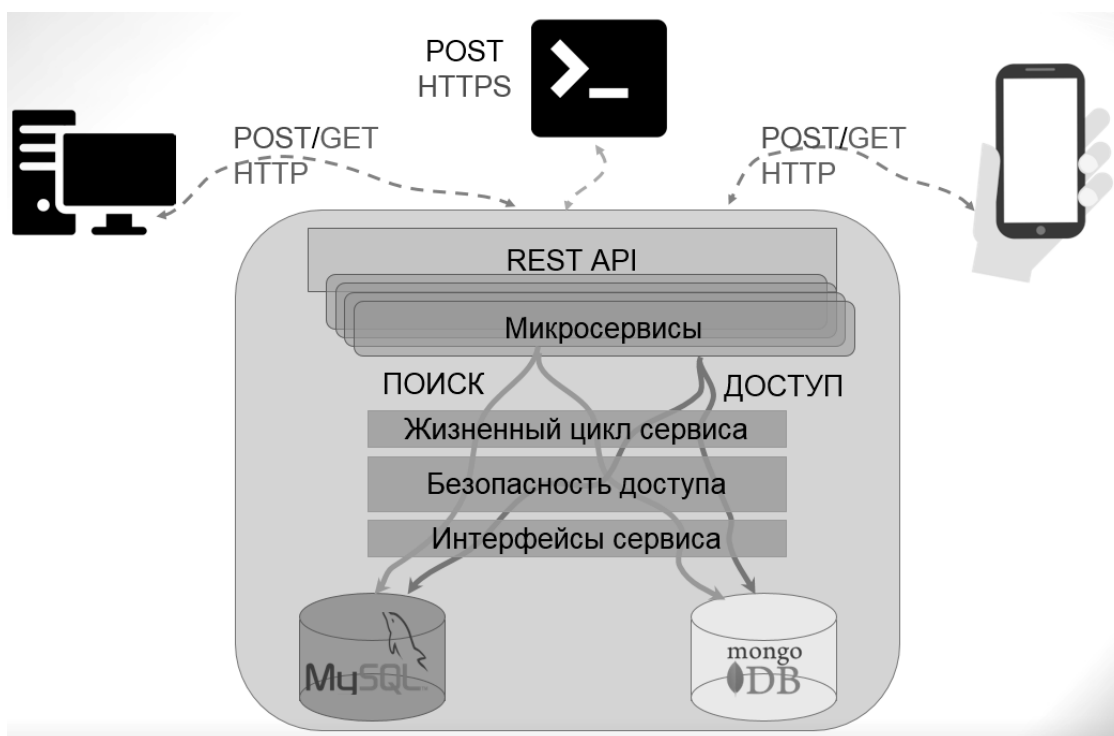 POST
HTTPS
POST/GET
HTTP
POST/GET
HTTP
REST API
Микросервисы
ПОИСК
ДОСТУП
Жизненный цикл сервиса
Безопасность доступа
Интерфейсы сервиса
MySQL
mongo
DB